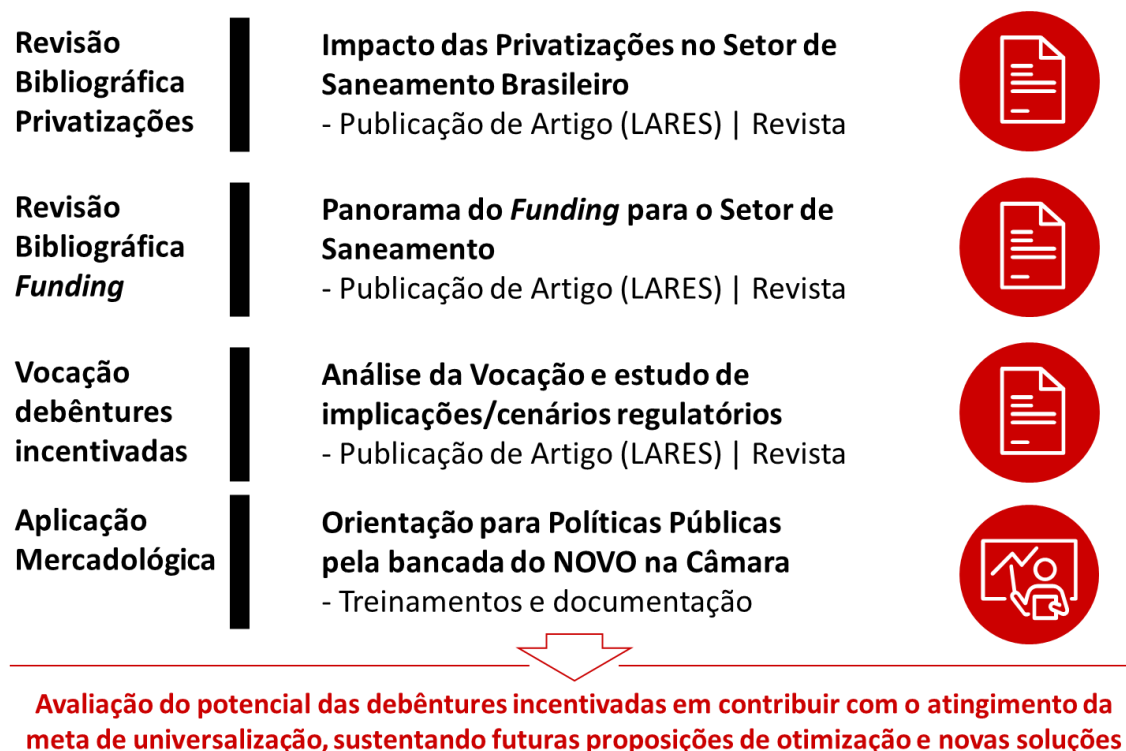 Revisão
Bibliográfica
Privatizações
Impacto das Privatizações no Setor de
Saneamento Brasileiro
- Publicação de Artigo (LARES) | Revista
Revisão
Bibliográfica
Funding
Panorama do Funding para o Setor de
Saneamento
- Publicação de Artigo (LARES) | Revista
Vocação
debêntures
incentivadas
Análise da Vocação e estudo de
implicações/cenários regulatórios
- Publicação de Artigo (LARES) | Revista
Aplicação
Mercadológica
Orientação para Políticas Públicas
pela bancada do NOVO na Câmara
- Treinamentos e documentação
Avaliação do potencial das debêntures incentivadas em contribuir com o atingimento da
meta de universalização, sustentando futuras proposições de otimização e novas soluções